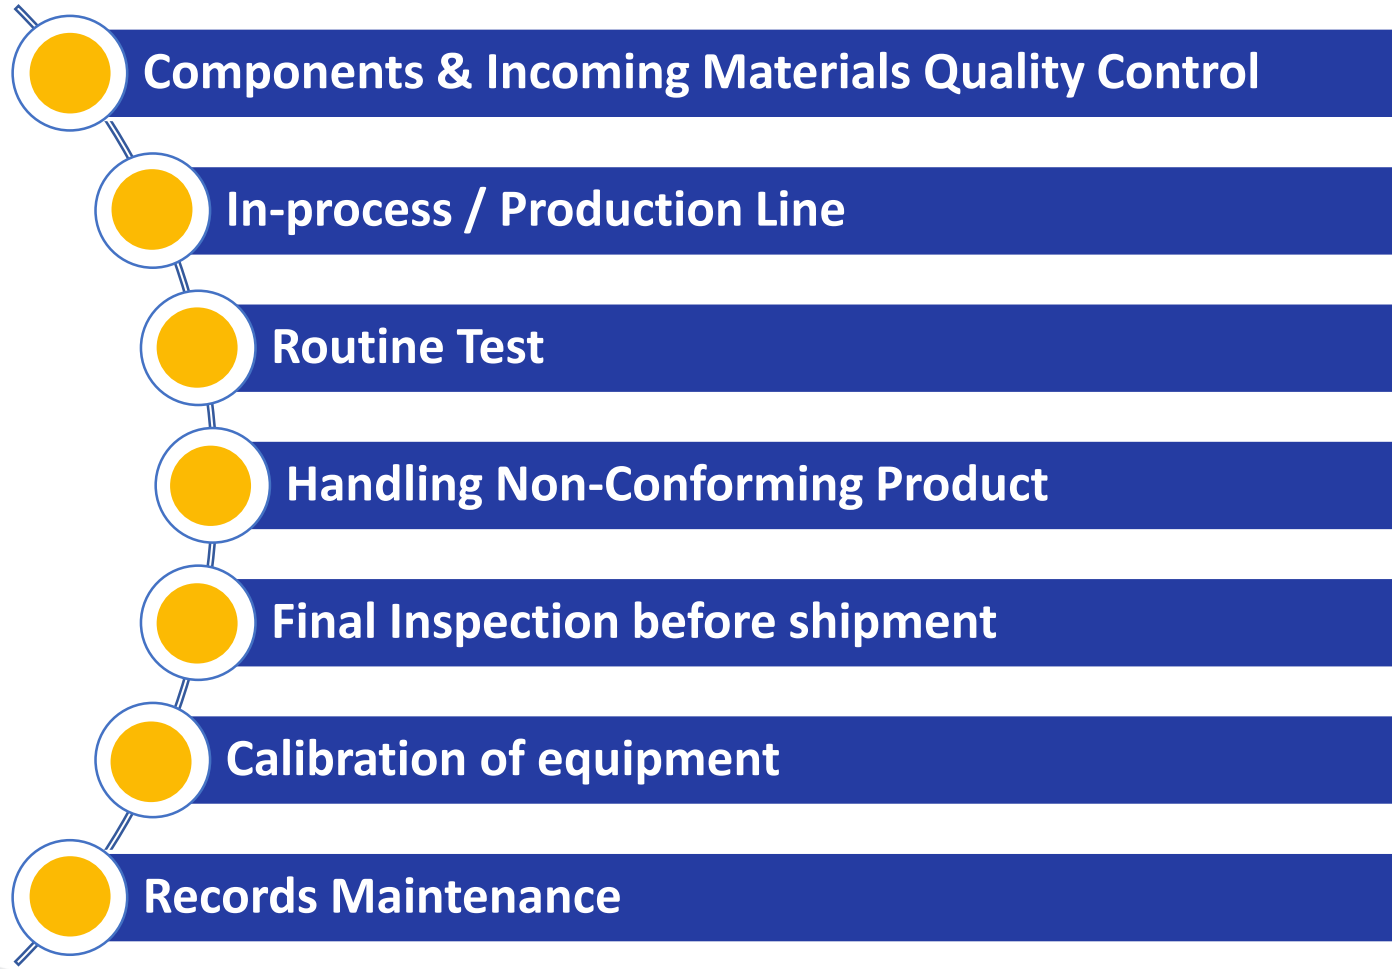 Components & Incoming Materials Quality Control
In-process / Production Line
Routine Test
Handling Non-Conforming Product
Final Inspection before shipment
Calibration of equipment
Records Maintenance